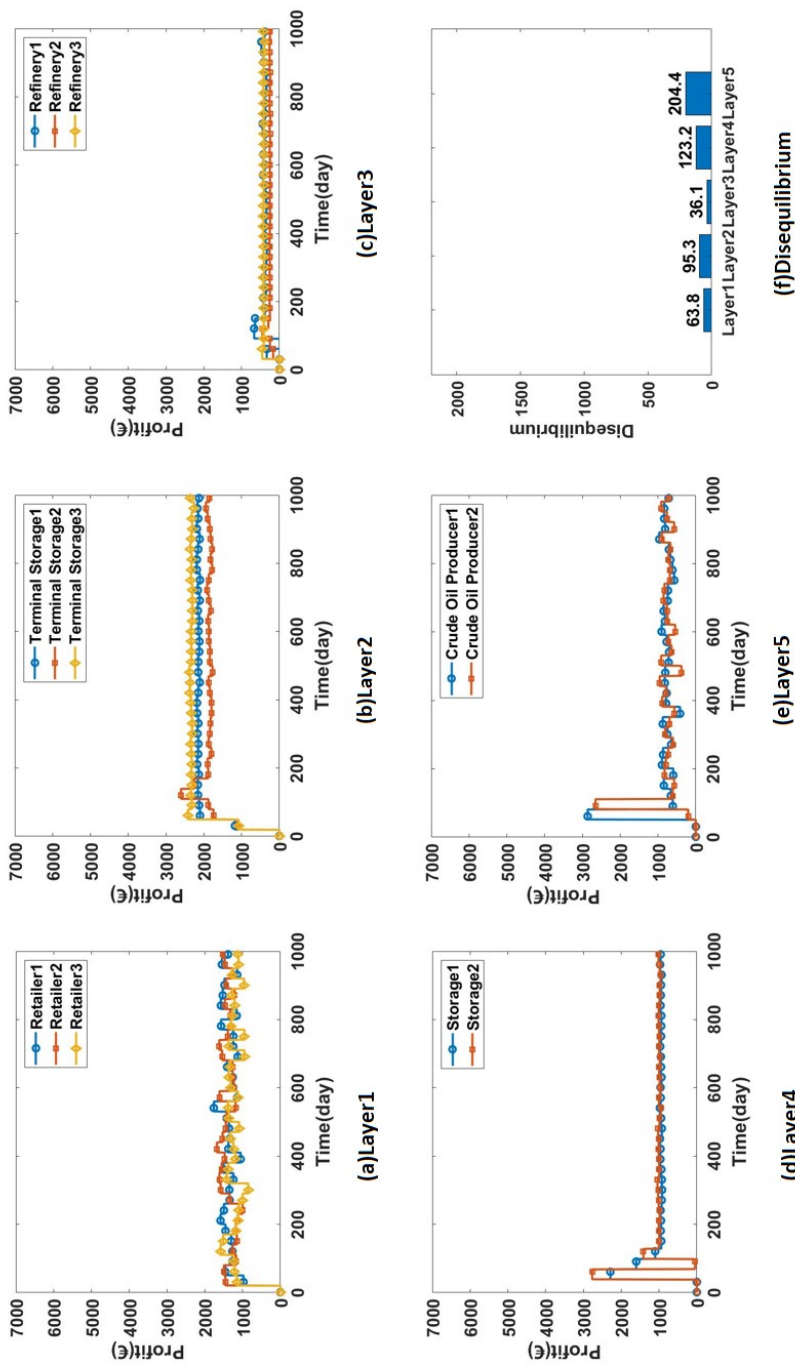 Retailer1
Retailer2
Retailer3
7000
6000
5000
4000
3000
2000
1000
0
Profit(€)
0
200
400
600
800
1000
Time(day)
(a)Layer1
Terminal Storage1
Terminal Storage2
Terminal Storage3
7000
6000
5000
4000
3000
2000
1000
0
Profit(€)
0
200
400
600
800
1000
Time(day)
(b)Layer2
Refinery1
Refinery2
Refinery3
7000
6000
5000
4000
3000
2000
1000
0
Profit(€)
0
200
400
600
800
1000
Time(day)
(c)Layer3
Storage1
Storage2
7000
6000
5000
4000
3000
2000
1000
0
Profit(€)
0
200
400
600
800
1000
Time(day)
(d)Layer4
Crude Oil Producer1
Crude Oil Producer2
7000
6000
5000
4000
3000
2000
1000
0
Profit(€)
0
200
400
600
800
1000
Time(day)
(e)Layer5
2000
1500
1000
500
0
Disequilibrium
63.8
95.3
36.1
123.2
204.4
Layer1 Layer2 Layer3 Layer4 Layer5
(f)Disequilibrium